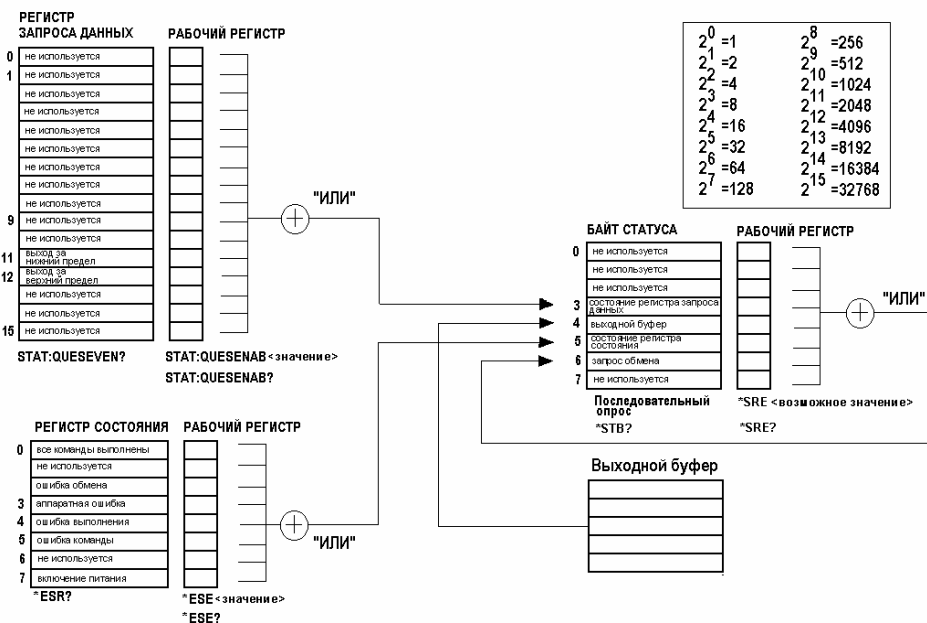 РЕГИСТР
ЗАПРОСА ДАННЫХ
РАБОЧИЙ РЕГИСТР
0 не используется
1 не используется
не используется
не используется
не используется
не используется
не используется
не используется
не используется
9 не используется
не используется
11 выход за
нижний предел
12 выход за
верхний предел
не используется
не используется
15 не используется
STAT:QUESEVEN?
STAT:QUESENAB<значение>
STAT:QUESENAB?
"ИЛИ"
2^0 =1
2^1 =2
2^2 =4
2^3 =8
2^4 =16
2^5 =32
2^6 =64
2^7 =128
2^8 =256
2^9 =512
2^10 =1024
2^11 =2048
2^12 =4096
2^13 =8192
2^14 =16384
2^15 =32768
БАЙТ СТАТУСА
РАБОЧИЙ РЕГИСТР
0 не используется
не используется
не используется
3 состояние регистра запроса
данных
4 выходной буфер
5 состояние регистра
состояния
6 запрос обмена
7 не используется
Последовательный
опрос
*STB?
*SRE <возможное значение>
*SRE?
"ИЛИ"
РЕГИСТР СОСТОЯНИЯ
РАБОЧИЙ РЕГИСТР
0 все команды выполнены
не используется
ошибка обмена
3 аппаратная ошибка
4 ошибка выполнения
5 ошибка команды
6 не используется
7 включение питания
*ESR?
*ESE<значение>
*ESE?
"ИЛИ"
Выходной буфер